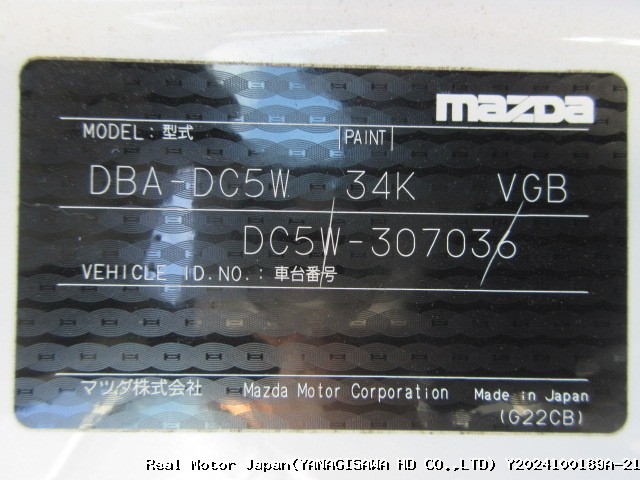 mazda
MODEL: 型式 PAINT
DBA-DC5W 34K VGB
DC5W-307036
VEHICLE ID.NO.: 車台番号
マツダ株式会社 Mazda Motor Corporation Made in Japan
(G22CB)
Real Motor Japan(YANAGISAWA HD CO.,LTD) Y2024100189A-21